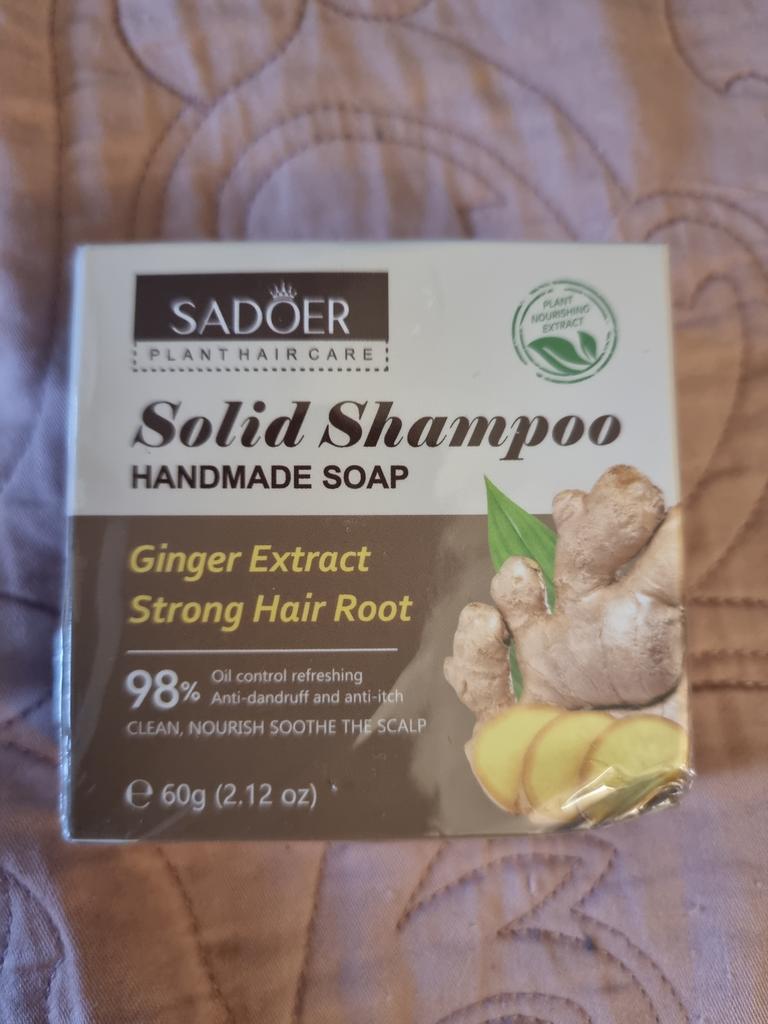 SADOER
PLANT HAIR CARE
PLANT
NOURISHING
EXTRACT
Solid Shampoo
HANDMADE SOAP
Ginger Extract
Strong Hair Root
98% Oil control refreshing
Anti-dandruff and anti-itch
CLEAN, NOURISH SOOTHE THE SCALP
℮ 60g (2.12 oz)